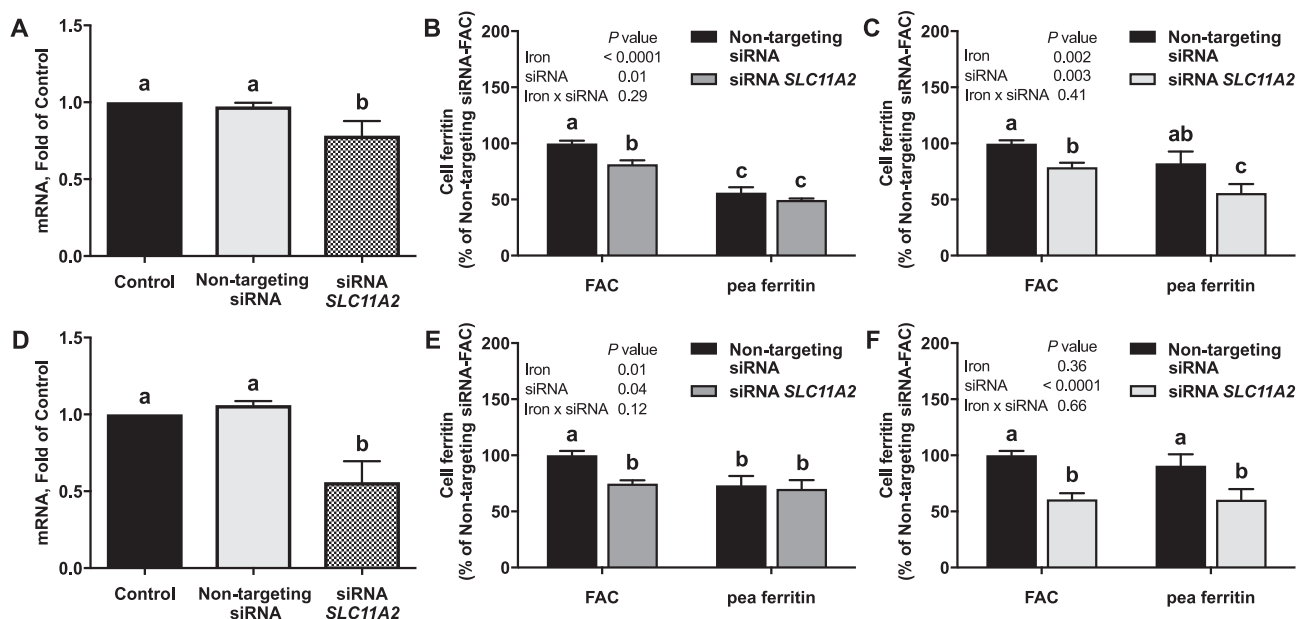 A
mRNA, Fold of Control
1.5
1.0
0.5
0.0
a
a
b
Control
Non-targeting
siRNA
siRNA
SLC11A2
B
Cell ferritin
(% of Non-targeting siRNA-FAC)
200
150
100
50
0
P value
Iron < 0.0001
siRNA 0.01
Iron x siRNA 0.29
Non-targeting
siRNA
siRNA SLC11A2
a
b
c
c
FAC
pea ferritin
C
Cell ferritin
(% of Non-targeting siRNA-FAC)
200
150
100
50
0
P value
Iron 0.002
siRNA 0.003
Iron x siRNA 0.41
Non-targeting
siRNA
siRNA SLC11A2
a
b
ab
c
FAC
pea ferritin
D
mRNA, Fold of Control
1.5
1.0
0.5
0.0
a
a
b
Control
Non-targeting
siRNA
siRNA
SLC11A2
E
Cell ferritin
(% of Non-targeting siRNA-FAC)
200
150
100
50
0
P value
Iron 0.01
siRNA 0.04
Iron x siRNA 0.12
Non-targeting
siRNA
siRNA SLC11A2
a
b
b
b
FAC
pea ferritin
F
Cell ferritin
(% of Non-targeting siRNA-FAC)
200
150
100
50
0
P value
Iron 0.36
siRNA < 0.0001
Iron x siRNA 0.66
Non-targeting
siRNA
siRNA SLC11A2
a
b
a
b
FAC
pea ferritin